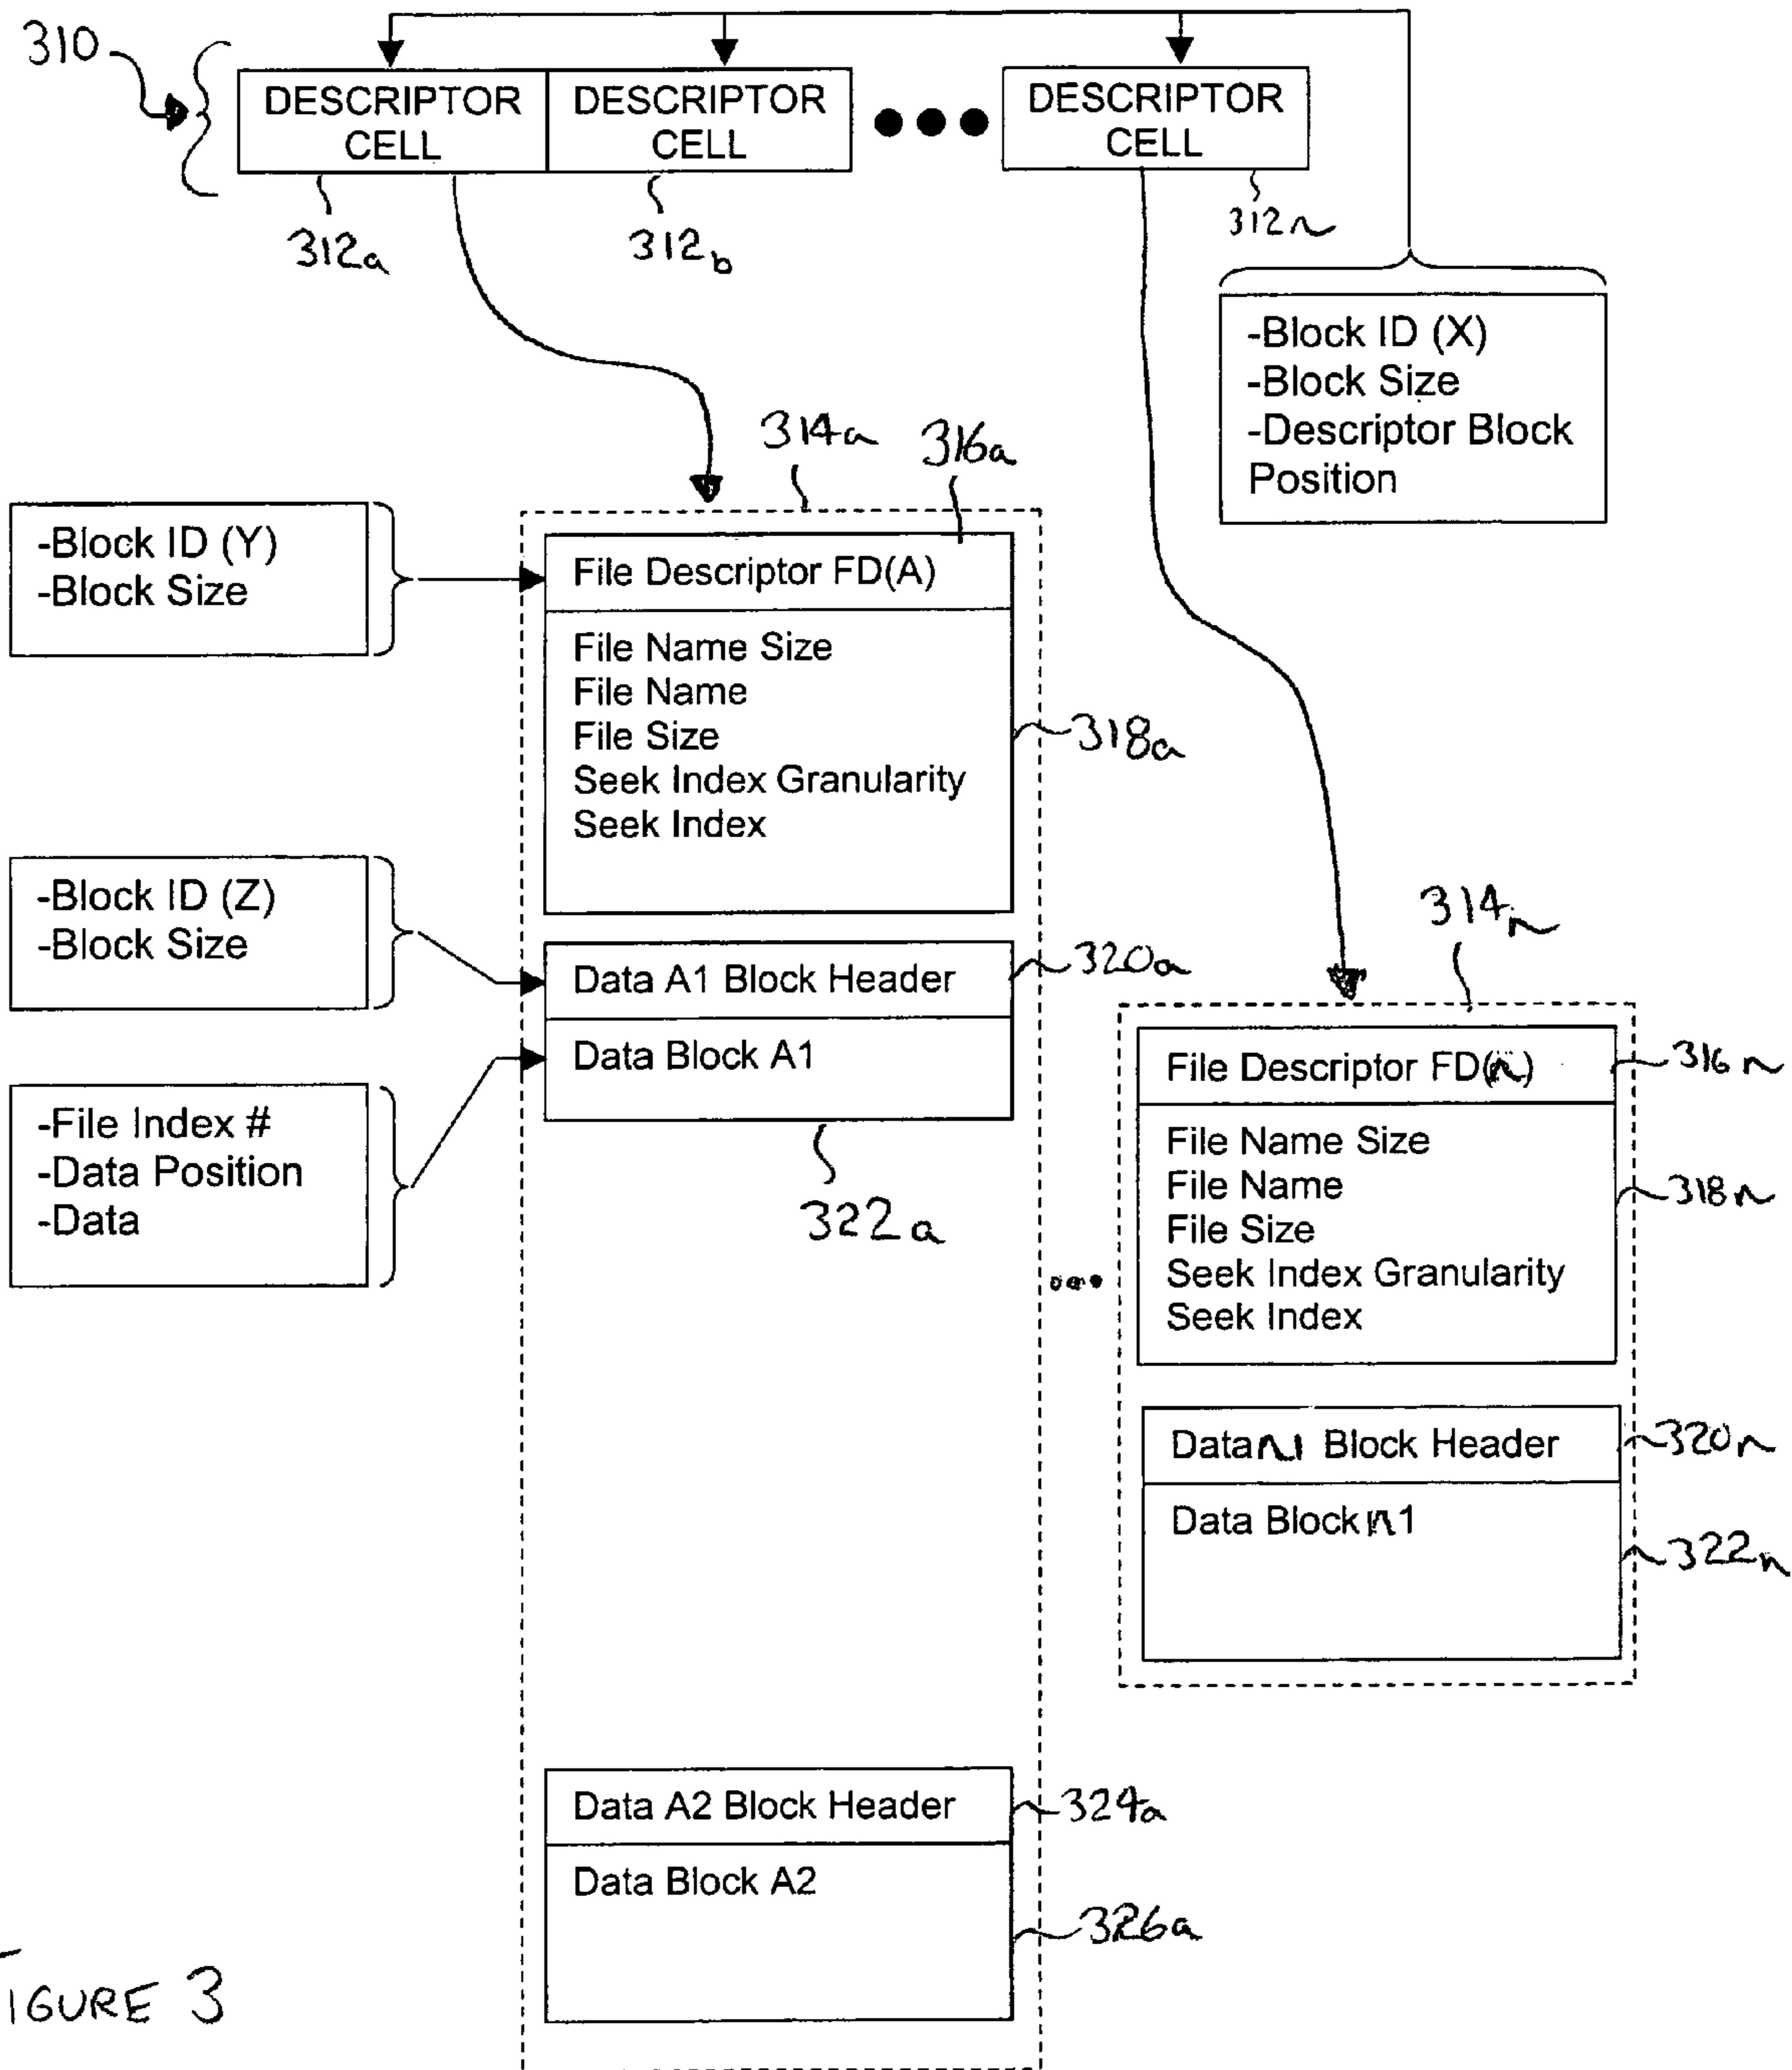 310
DESCRIPTOR
CELL
DESCRIPTOR
CELL
DESCRIPTOR
CELL
312a
312b
312n
-Block ID (X)
-Block Size
-Descriptor Block
Position
314a
316a
-Block ID (Y)
-Block Size
File Descriptor FD(A)
File Name Size
File Name
File Size
Seek Index Granularity
Seek Index
318a
-Block ID (Z)
-Block Size
Data A1 Block Header
320a
Data Block A1
322a
-File Index #
-Data Position
-Data
314n
File Descriptor FD(n)
316n
File Name Size
File Name
File Size
Seek Index Granularity
Seek Index
318n
Data n1 Block Header
320n
Data Block n1
322n
Data A2 Block Header
324a
Data Block A2
326a
FIGURE 3